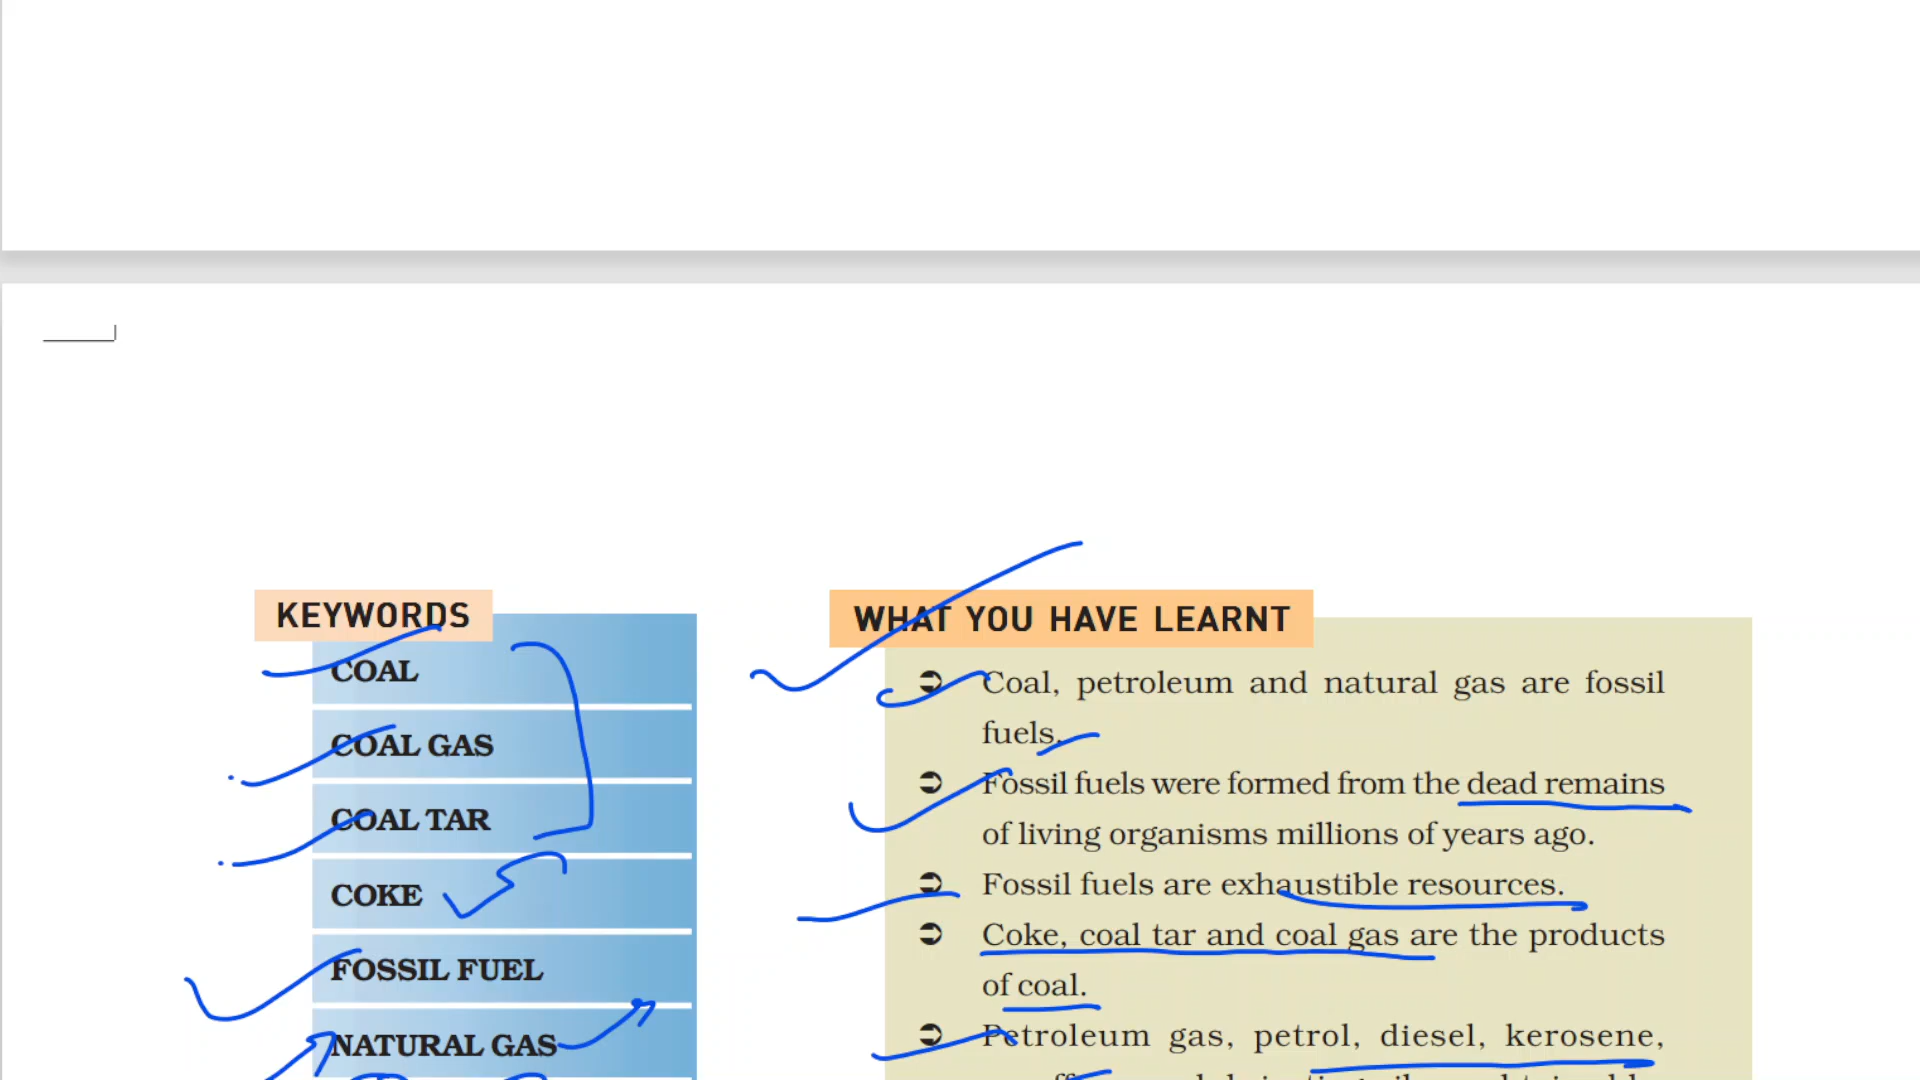 KEYWORDS
COAL
COAL GAS
COAL TAR
COKE
FOSSIL FUEL
NATURAL GAS
WHAT YOU HAVE LEARNT
Coal, petroleum and natural gas are fossil
fuels.
Fossil fuels were formed from the dead remains
of living organisms millions of years ago.
Fossil fuels are exhaustible resources.
Coke, coal tar and coal gas are the products
of coal.
Petroleum gas, petrol, diesel, kerosene,